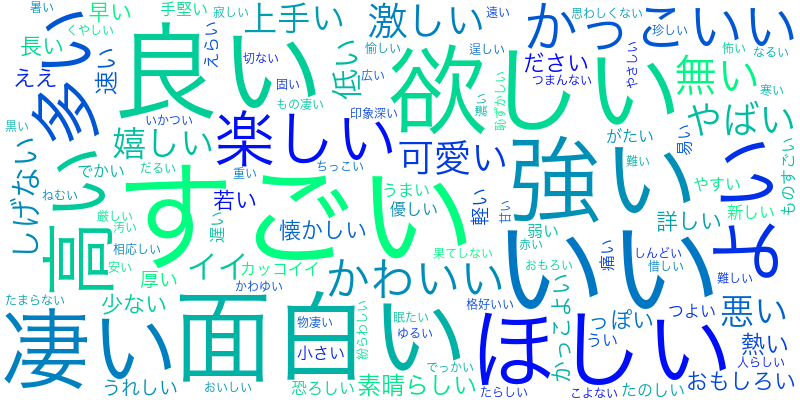 暑い
くやしい
早い
手堅い
寂しい
上手い
激しい
かっこいい
遠い
思わしくない
珍しい
長い
ええ
速い
えらい
切ない
低い
愉しい
逞しい
ださい
つまんない
やさしい
怖い
なるい
寒い
多い
良い
固い
広い
もの凄い
印象深い
欲しい
恥ずかしい
無い
黒い
いかつい
嬉しい
楽しい
可愛い
強い
がたい
易い
やばい
しげない
でかい
だるい
ちっこい
重い
難い
ねむい
高い
すごい
若い
うまい
優しい
軽い
甘い
いい
やすい
新しい
よい
ものすごい
厳しい
汚い
遅い
懐かしい
弱い
赤い
詳しい
相応しい
安い
厚い
イイ
カッコイイ
かわいい
果てしない
おもろい
痛い
しんどい
惜しい
難しい
たまらない
少ない
かわゆい
面白い
眠たい
格好いい
かっこよい
っぽい
つよい
悪い
凄い
物凄い
小さい
紛らわしい
ゆるい
ほしい
うい
熱い
人らしい
うれしい
おいしい
恐ろしい
素晴らしい
でっかい
たらしい
こよない
たのしい
おもしろい